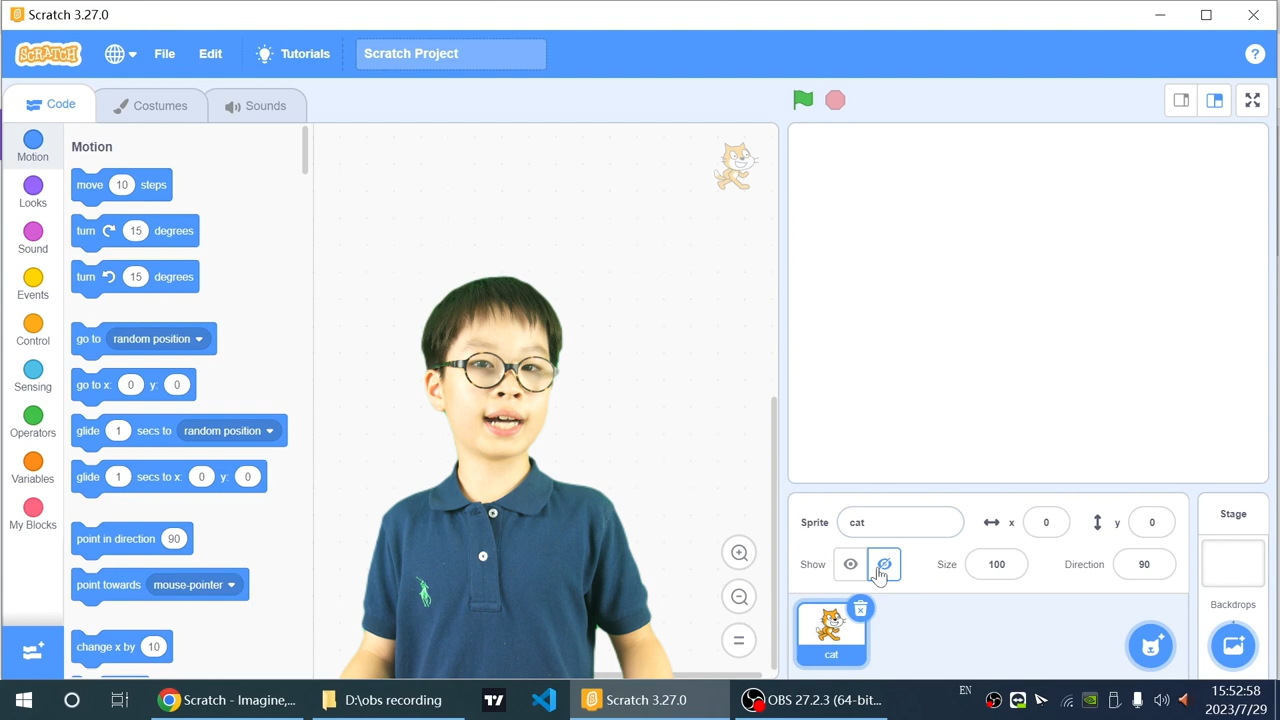 Scratch 3.27.0
SCRATCH
File
Edit
Tutorials
Scratch Project
?
Code
Costumes
Sounds
Motion
Looks
Sound
Events
Control
Sensing
Operators
Variables
My Blocks
Motion
move 10 steps
turn 15 degrees
turn 15 degrees
go to random position
go to x: 0 y: 0
glide 1 secs to random position
glide 1 secs to x: 0 y: 0
point in direction 90
point towards mouse-pointer
change x by 10
Sprite cat x 0 y 0
Show Size 100 Direction 90
cat
Stage
Backdrops
Scratch - Imagine,...
D:\obs recording
Scratch 3.27.0
OBS 27.2.3 (64-bit...
EN
15:52:58
2023/7/29